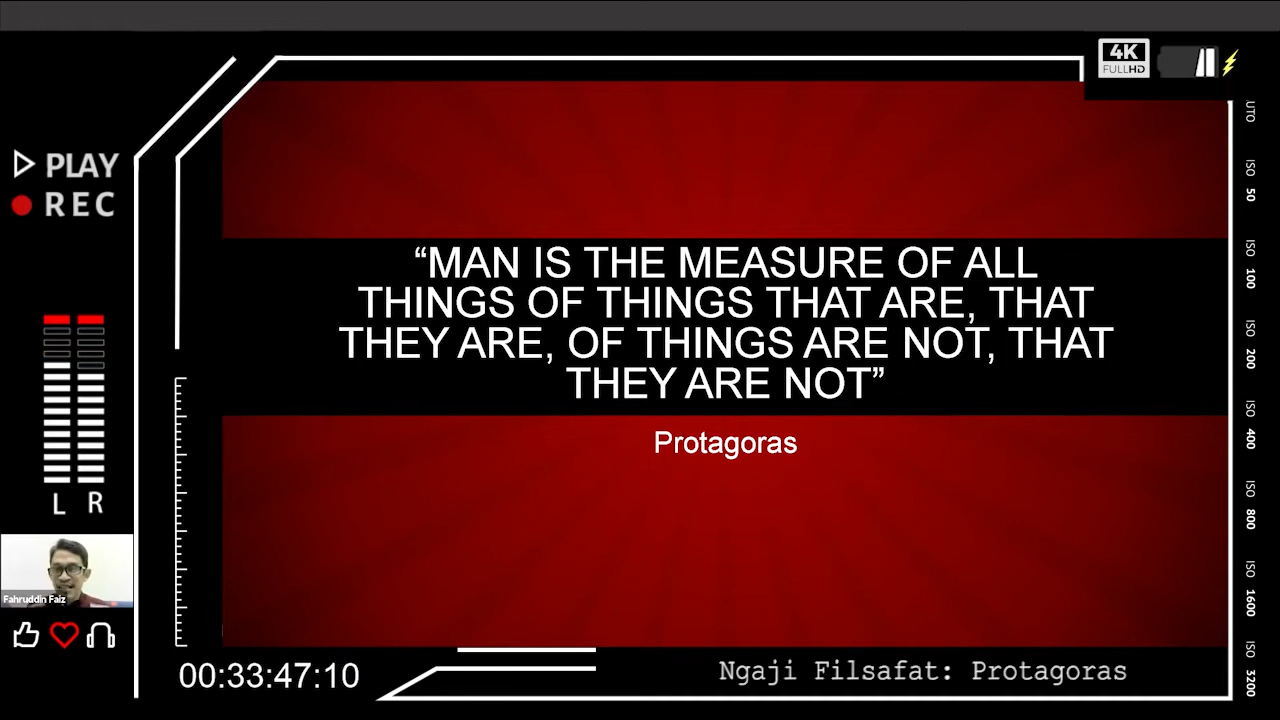 4K
FULLHD
PLAY
REC
L R
Fahruddin Faiz
“MAN IS THE MEASURE OF ALL
THINGS OF THINGS THAT ARE, THAT
THEY ARE, OF THINGS ARE NOT, THAT
THEY ARE NOT”
Protagoras
00:33:47:10
Ngaji Filsafat: Protagoras
UTO
ISO 50
ISO 100
ISO 200
ISO 400
ISO 800
ISO 1600
ISO 3200